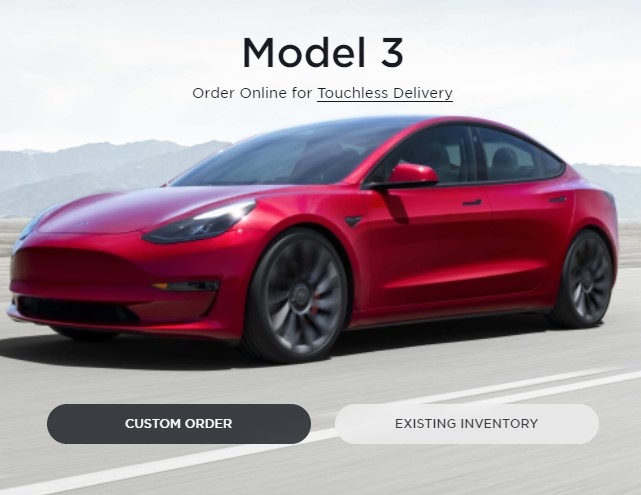 Model 3
Order Online for Touchless Delivery
CUSTOM ORDER
EXISTING INVENTORY